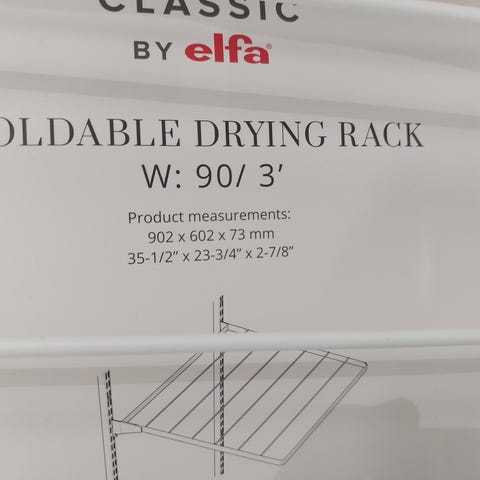 CLASSIC
BY elfa®
OLDABLE DRYING RACK
W: 90/ 3'
Product measurements:
902 x 602 x 73 mm
35-1/2" x 23-3/4" x 2-7/8"